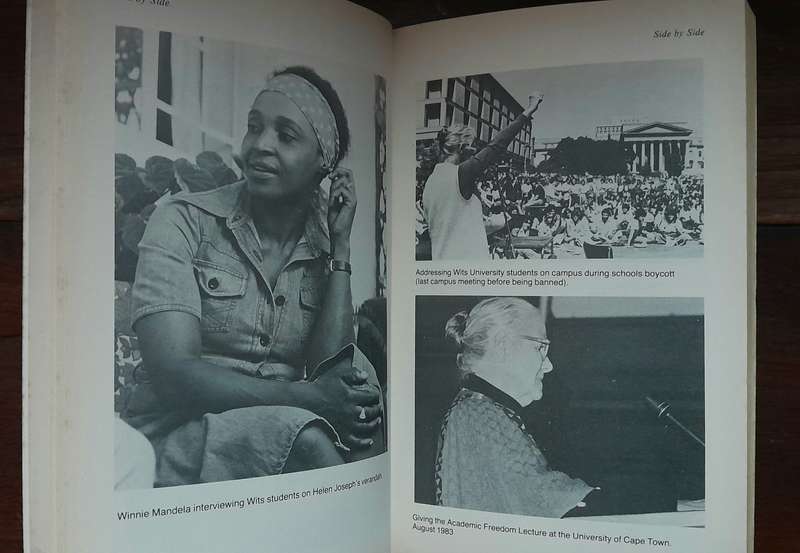 by Side
Side by Side
Winnie Mandela interviewing Wits students on Helen Joseph's verandah
Addressing Wits University students on campus during schools boycott
(last campus meeting before being banned).
Giving the Academic Freedom Lecture at the University of Cape Town.
August 1983